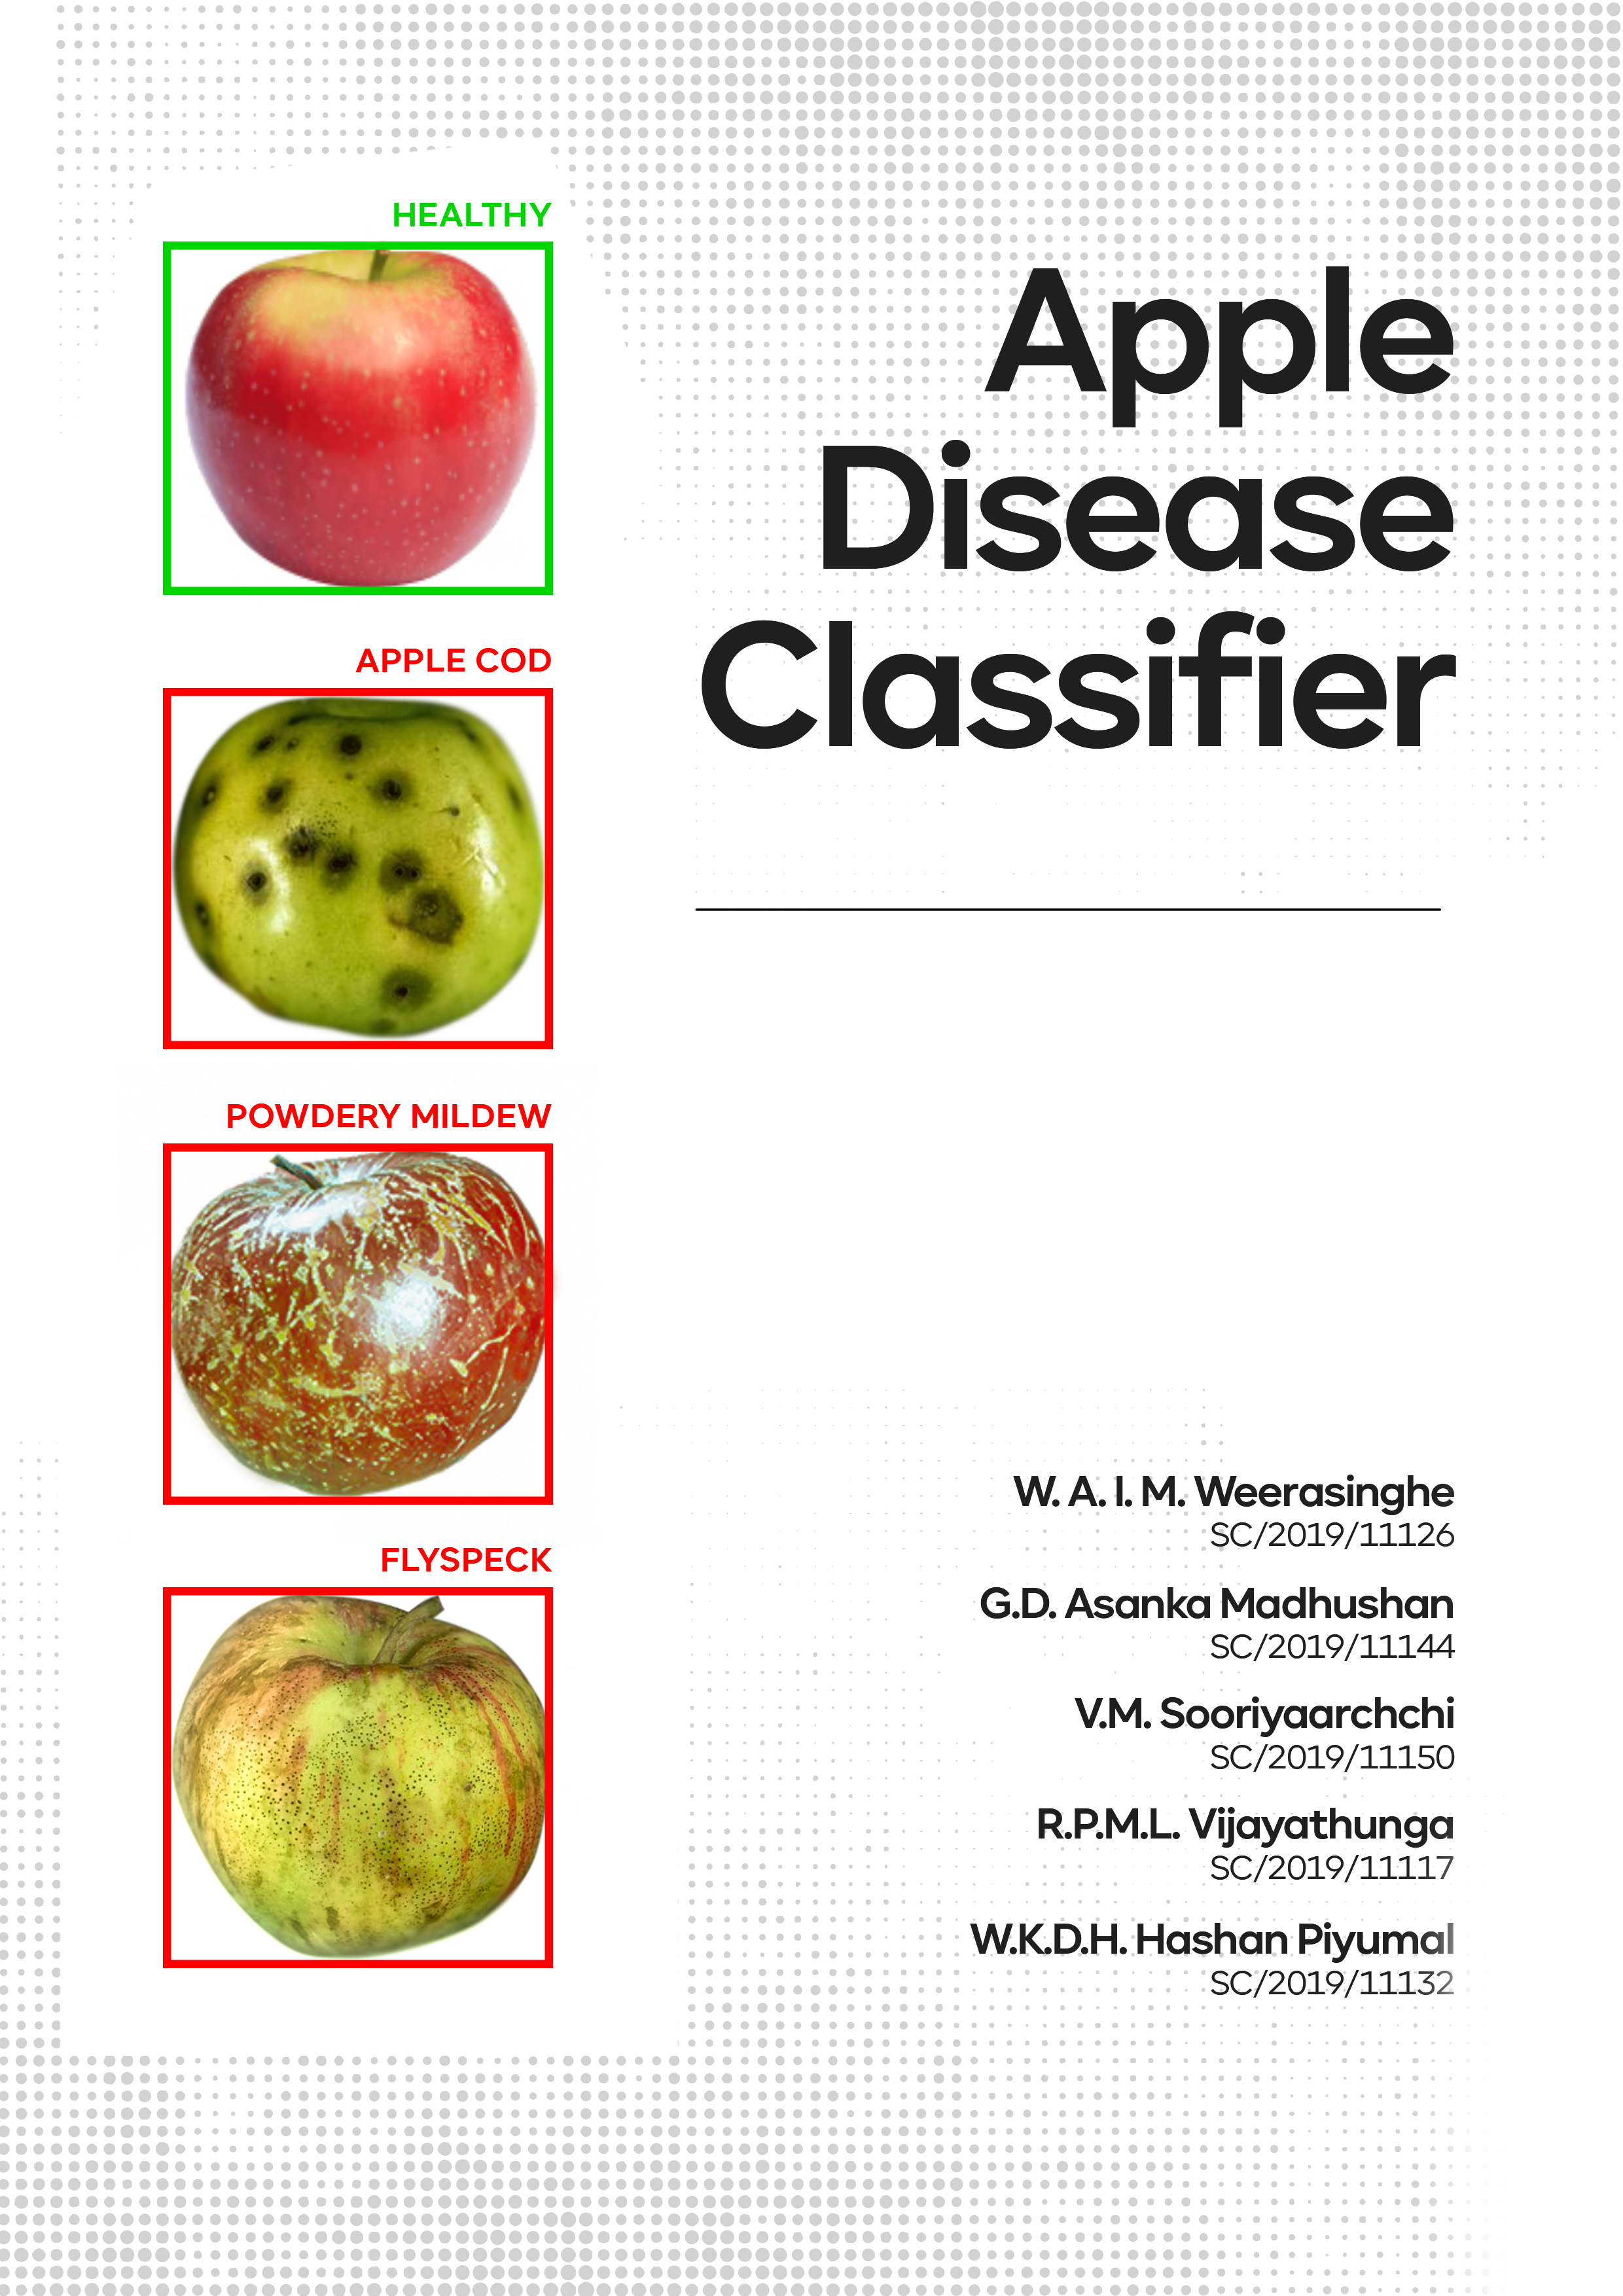 HEALTHY
APPLE COD
POWDERY MILDEW
FLYSPECK
Apple
Disease
Classifier
W. A. I. M. Weerasinghe
SC/2019/11126
G.D. Asanka Madhushan
SC/2019/11144
V.M. Sooriyaarchchi
SC/2019/11150
R.P.M.L. Vijayathunga
SC/2019/11117
W.K.D.H. Hashan Piyumal
SC/2019/11132